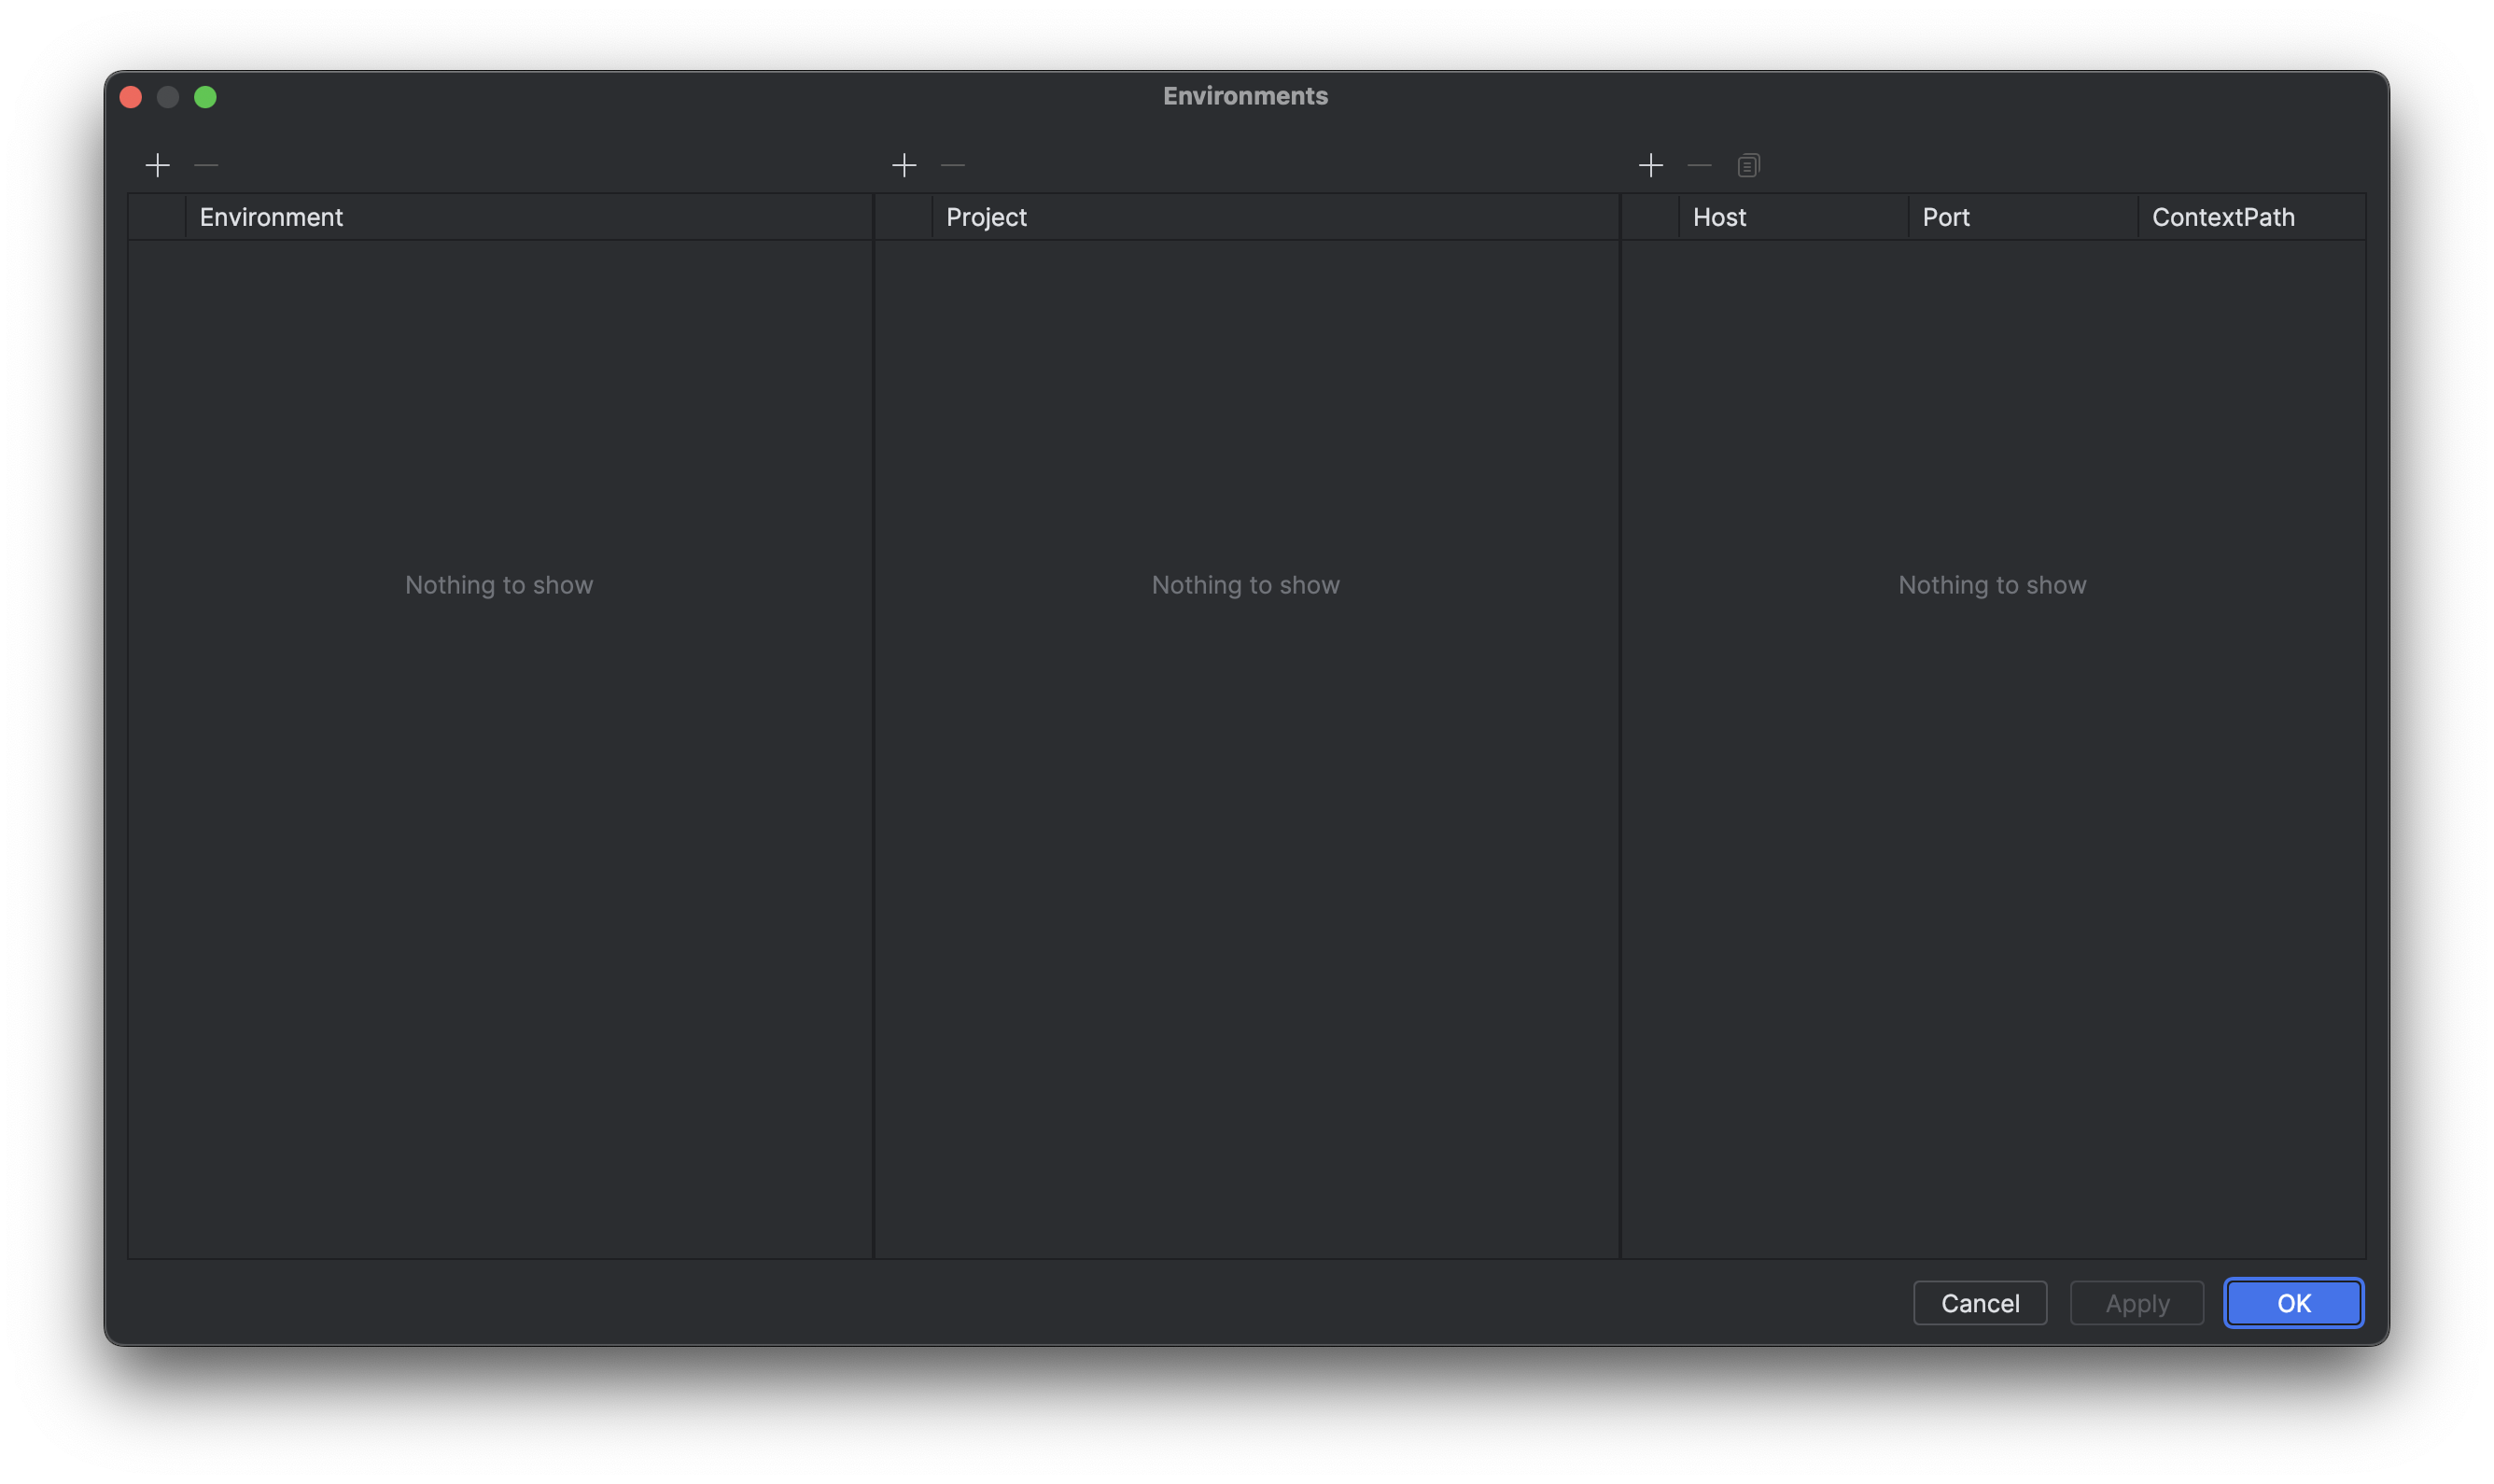 Environments
Environment
Project
Host Port ContextPath
Nothing to show
Nothing to show
Nothing to show
Cancel Apply OK